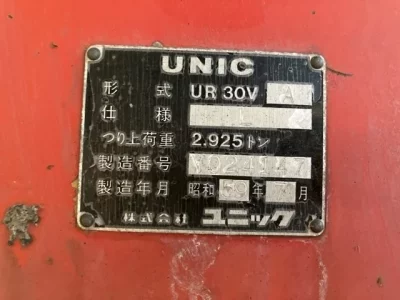 UNIC
形式 UR 30V
仕様
つり上荷重 2.925トン
製造番号
製造年月 昭和 年 月
株式会社 ユニック